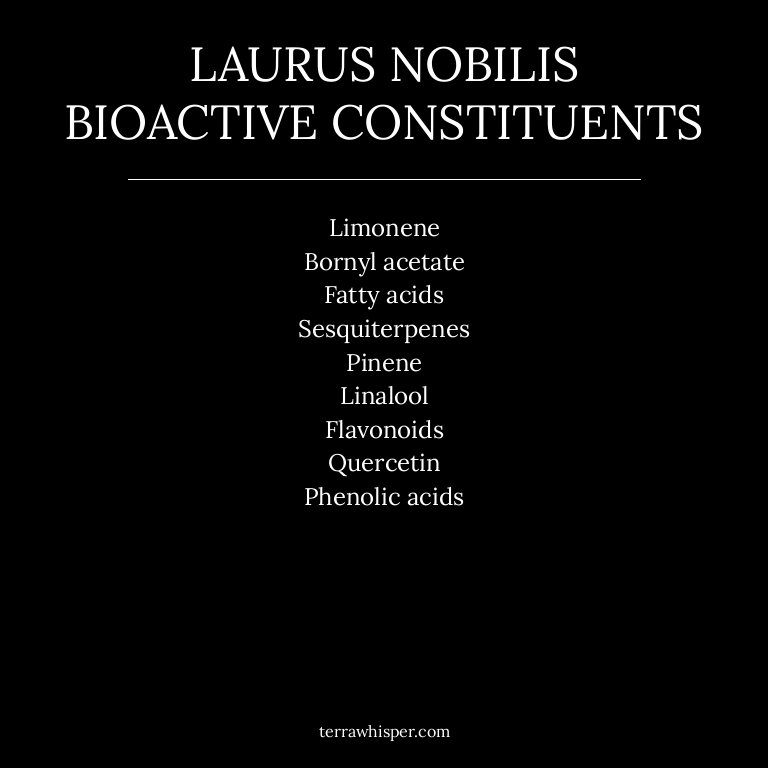 LAURUS NOBILIS
BIOACTIVE CONSTITUENTS
Limonene
Bornyl acetate
Fatty acids
Sesquiterpenes
Pinene
Linalool
Flavonoids
Quercetin
Phenolic acids
terrawhisper.com